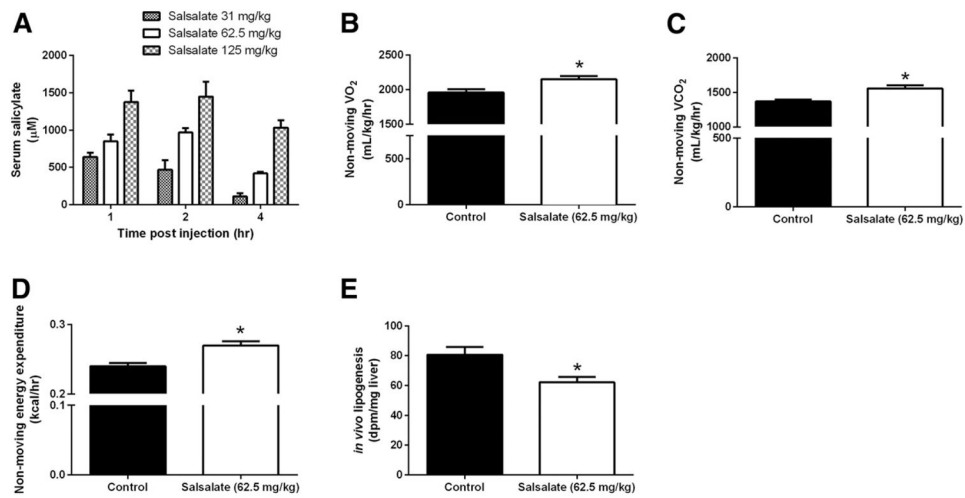 A
Salsalate 31 mg/kg
Salsalate 62.5 mg/kg
Salsalate 125 mg/kg
Serum salicylate
(μM)
2000
1500
1000
500
0
1 2 4
Time post injection (hr)
B
Non-moving VO2
(mL/kg/hr)
2500
2000
1500
500
0
*
Control Salsalate (62.5 mg/kg)
C
Non-moving VCO2
(mL/kg/hr)
2000
1500
1000
500
0
*
Control Salsalate (62.5 mg/kg)
D
Non-moving energy expenditure
(kcal/hr)
0.3
0.2
0.1
0.0
*
Control Salsalate (62.5 mg/kg)
E
in vivo lipogenesis
(dpm/mg liver)
100
80
60
40
20
0
*
Control Salsalate (62.5 mg/kg)